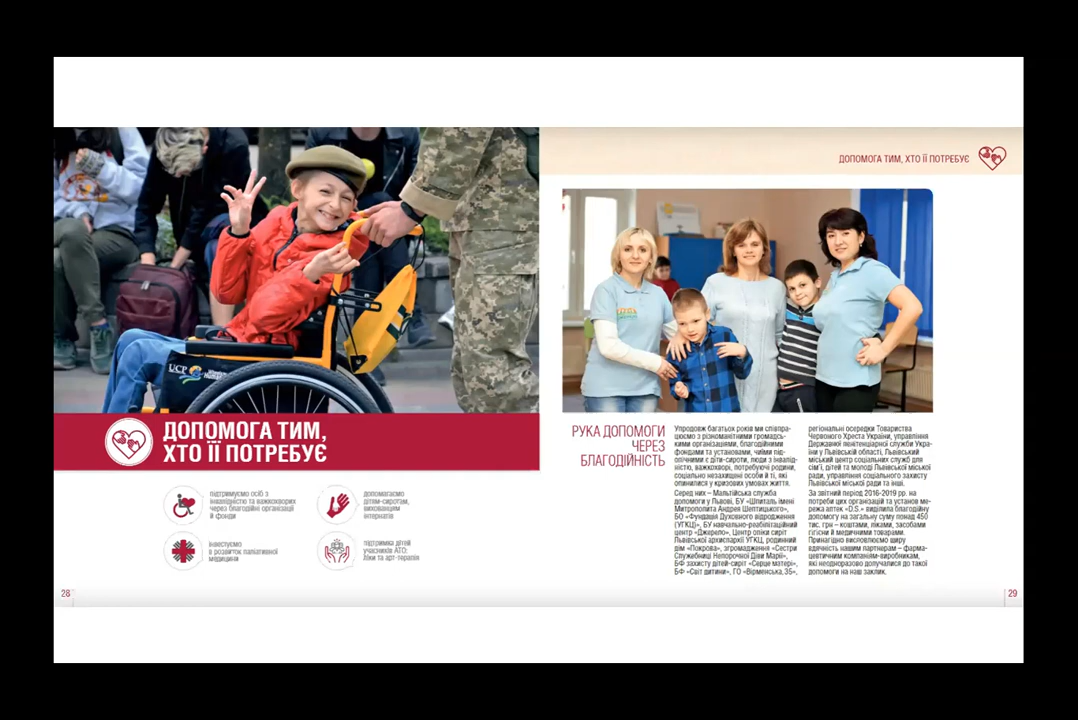 UCP
ДОПОМОГА ТИМ,
ХТО ЇЇ ПОТРЕБУЄ
підтримуємо осіб з
інвалідністю та важкохворих
через благодійні організації
й фонди
допомагаємо
дітям-сиротам,
вихованцям
інтернатів
інвестуємо
в розвиток паліативної
медицини
підтримка дітей
учасників АТО:
ліки та арт-терапія
28
ДОПОМОГА ТИМ, ХТО ЇЇ ПОТРЕБУЄ
РУКА ДОПОМОГИ
ЧЕРЕЗ
БЛАГОДІЙНІСТЬ
Упродовж багатьох років ми співпра-
цюємо з різноманітними громадсь-
кими організаціями, благодійними
фондами та установами, чиїми під-
опічними є діти-сироти, люди з інвалід-
ністю, важкохворі, потребуючі родини,
соціально незахищені особи й ті, які
опинилися у кризових умовах життя.
Серед них – Мальтійська служба
допомоги у Львові, БУ «Шпиталь імені
Митрополита Андрея Шептицького»,
БО «Фундація Духовного відродження
(УГКЦ)», БУ навчально-реабілітаційний
центр «Джерело», Центр опіки сиріт
Львівської архиєпархії УГКЦ, родинний
дім «Покрова», згромадження «Сестри
Служебниці Непорочної Діви Марії»,
БФ захисту дітей-сиріт «Серце матері»,
БФ «Світ дитини», ГО «Вірменська, 35»,
регіональні осередки Товариства
Червоного Хреста України, управління
Державної пенітенціарної служби Укра-
їни у Львівській області, Львівський
міський центр соціальних служб для
сім'ї, дітей та молоді Львівської міської
ради, управління соціального захисту
Львівської міської ради та інші.
За звітний період 2016-2019 рр. на
потреби цих організацій та установ ме-
режа аптек «D.S.» виділила благодійну
допомогу на загальну суму понад 450
тис. грн – коштами, ліками, засобами
гігієни й медичними товарами.
Принагідно висловлюємо щиру
вдячність нашим партнерам – фарма-
цевтичним компаніям-виробникам,
які неодноразово долучалися до такої
допомоги на наш заклик.
29